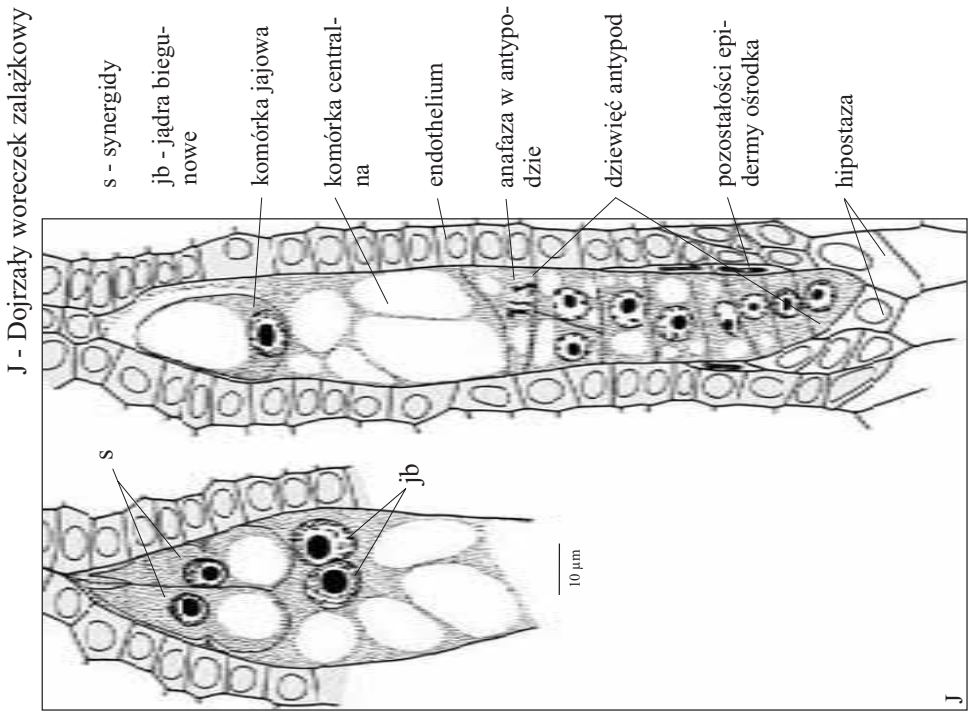 J - Dojrzały woreczek zalążkowy
s - synergidy
jb - jądra biegu-
nowe
komórka jajowa
komórka central-
na
endothelium
anafaza w antypo-
dzie
dziewięć antypod
pozostałości epi-
dermy ośrodka
hipostaza
s
jb
10 µm
J